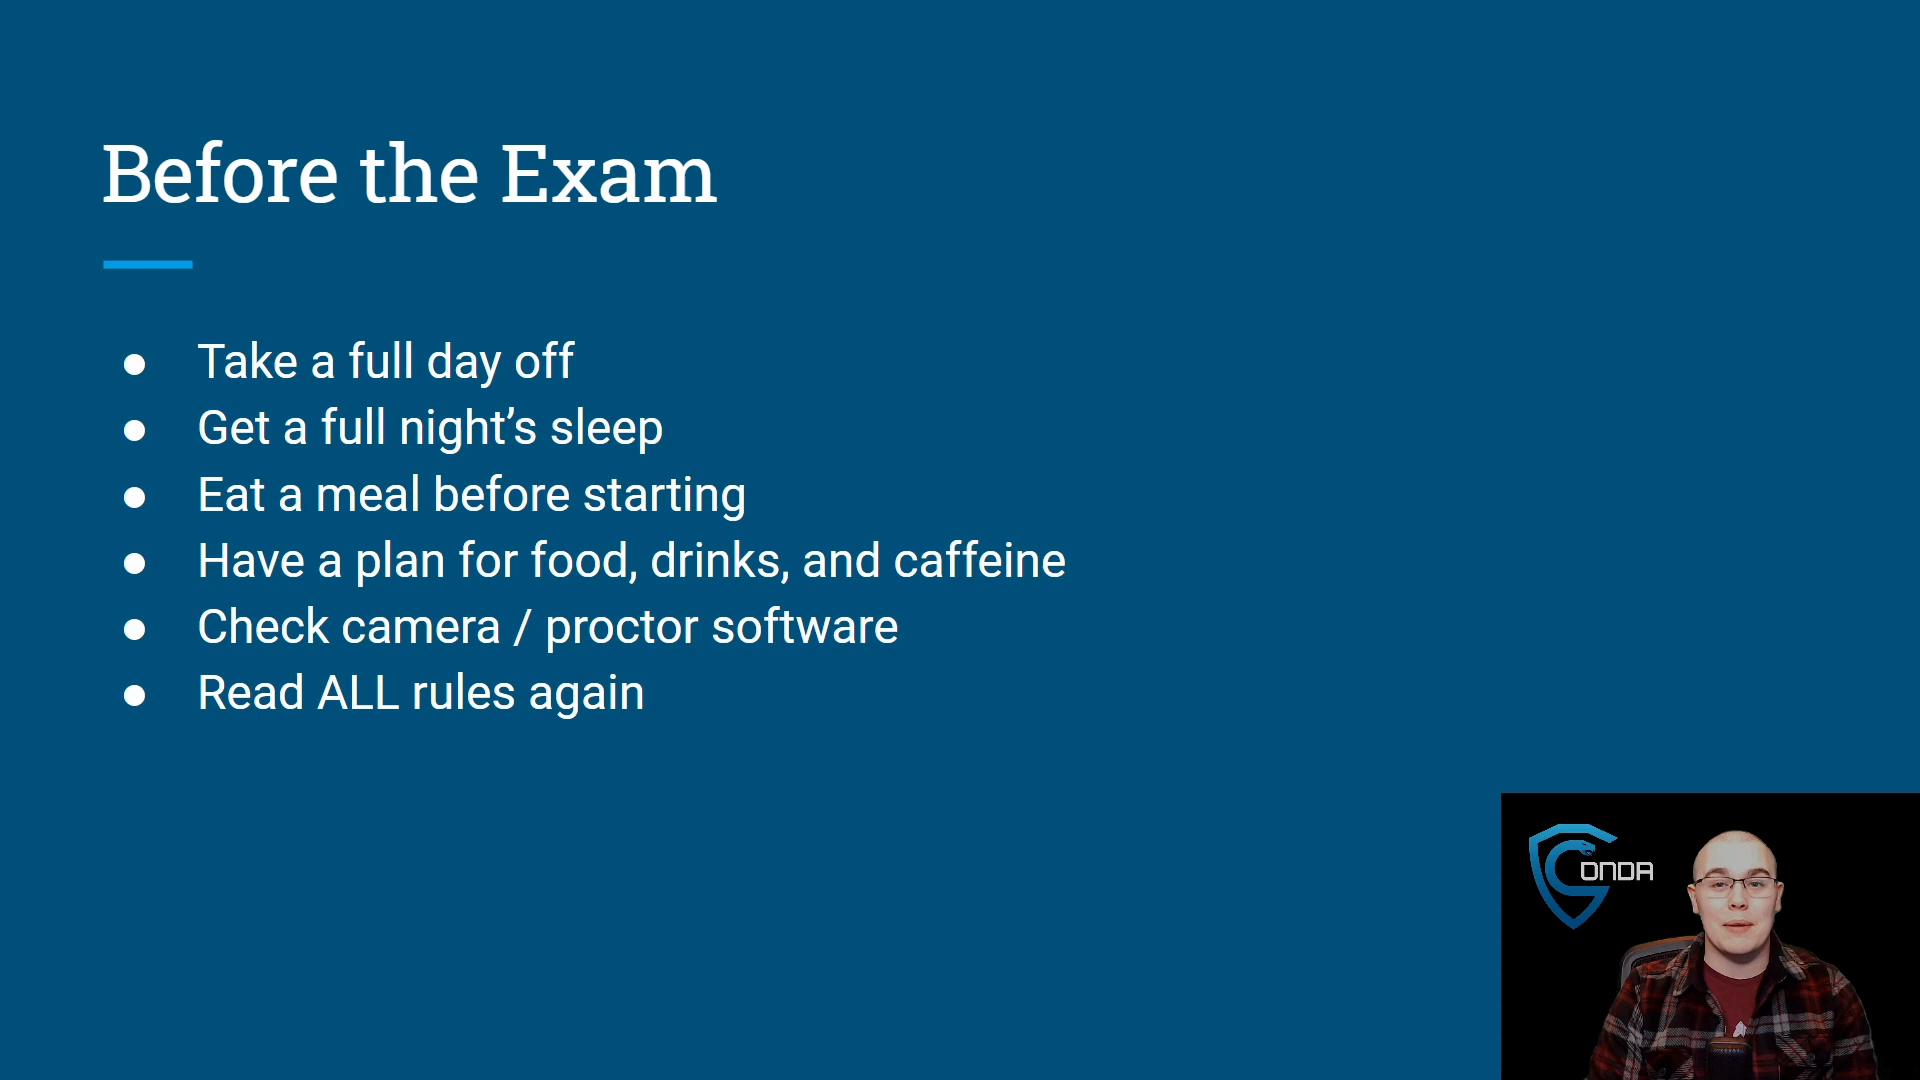 Before the Exam
● Take a full day off
● Get a full night’s sleep
● Eat a meal before starting
● Have a plan for food, drinks, and caffeine
● Check camera / proctor software
● Read ALL rules again
CONDA